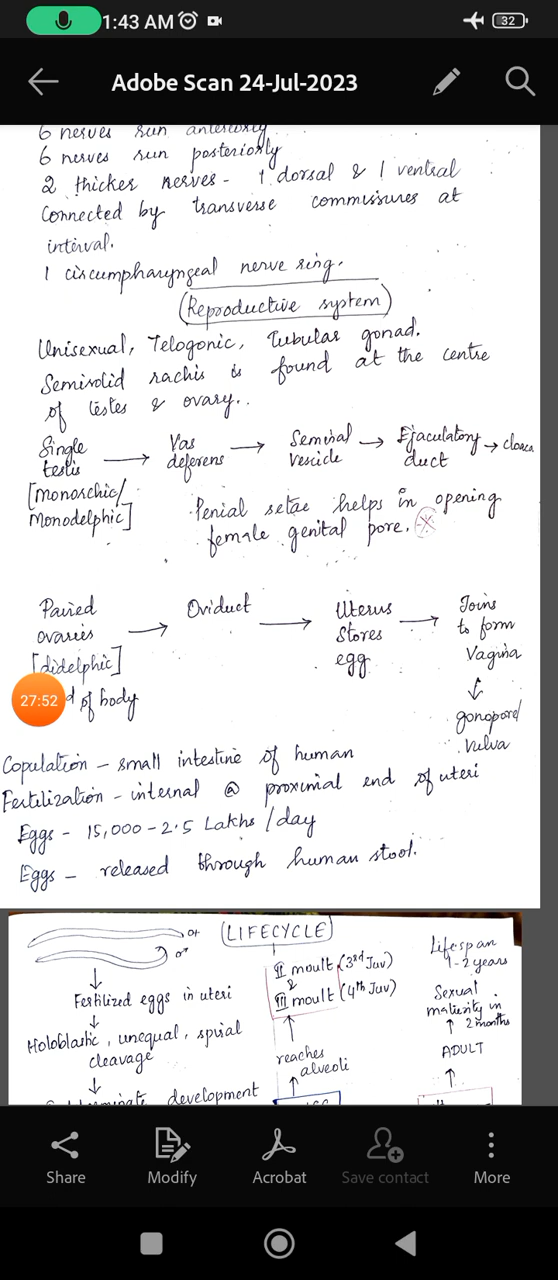 1:43 AM
32
Adobe Scan 24-Jul-2023
6 nerves run anteriorly
6 nerves run posteriorly
2 thicker nerves - 1 dorsal & 1 ventral
Connected by transverse commissures at
interval.
1 circumpharyngeal nerve ring.
Reproductive system
Unisexual, Telogonic, Tubular gonad.
Semisolid rachis is found at the centre
of testes & ovary..
Single testis → Vas deferens → Seminal vesicle → Ejaculatory duct → cloaca
[monorchic/
Monodelphic]
Penial setae helps in opening
female genital pore.
Paired ovaries → Oviduct → Uterus stores egg → Joins to form Vagina
[didelphic]
of body
27:52
gonopore/
Vulva
Copulation - small intestine of human
Fertilization - internal @ proximal end of uteri
Eggs - 15,000 - 2.5 Lakhs / day
Eggs - released through human stool.
LIFECYCLE
♀
♂
Fertilized eggs in uteri
Holoblastic, unequal, spiral
cleavage
development
II moult (3rd Juv)
&
III moult (4th Juv)
reaches
alveoli
Lifespan
1-2 years
Sexual
maturity in
2 months
ADULT
Share
Modify
Acrobat
Save contact
More